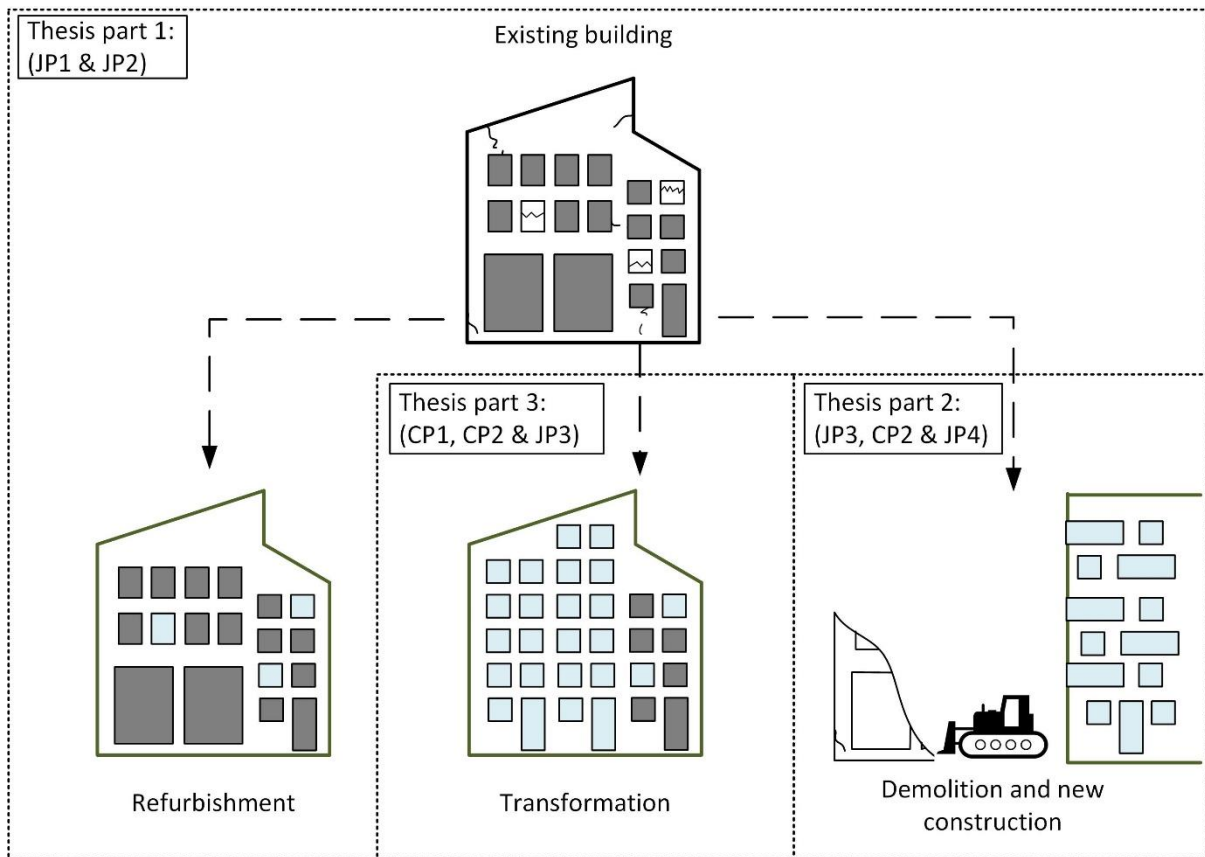 Thesis part 1:
(JP1 & JP2)
Existing building
Thesis part 3:
(CP1, CP2 & JP3)
Thesis part 2:
(JP3, CP2 & JP4)
Refurbishment
Transformation
Demolition and new
construction